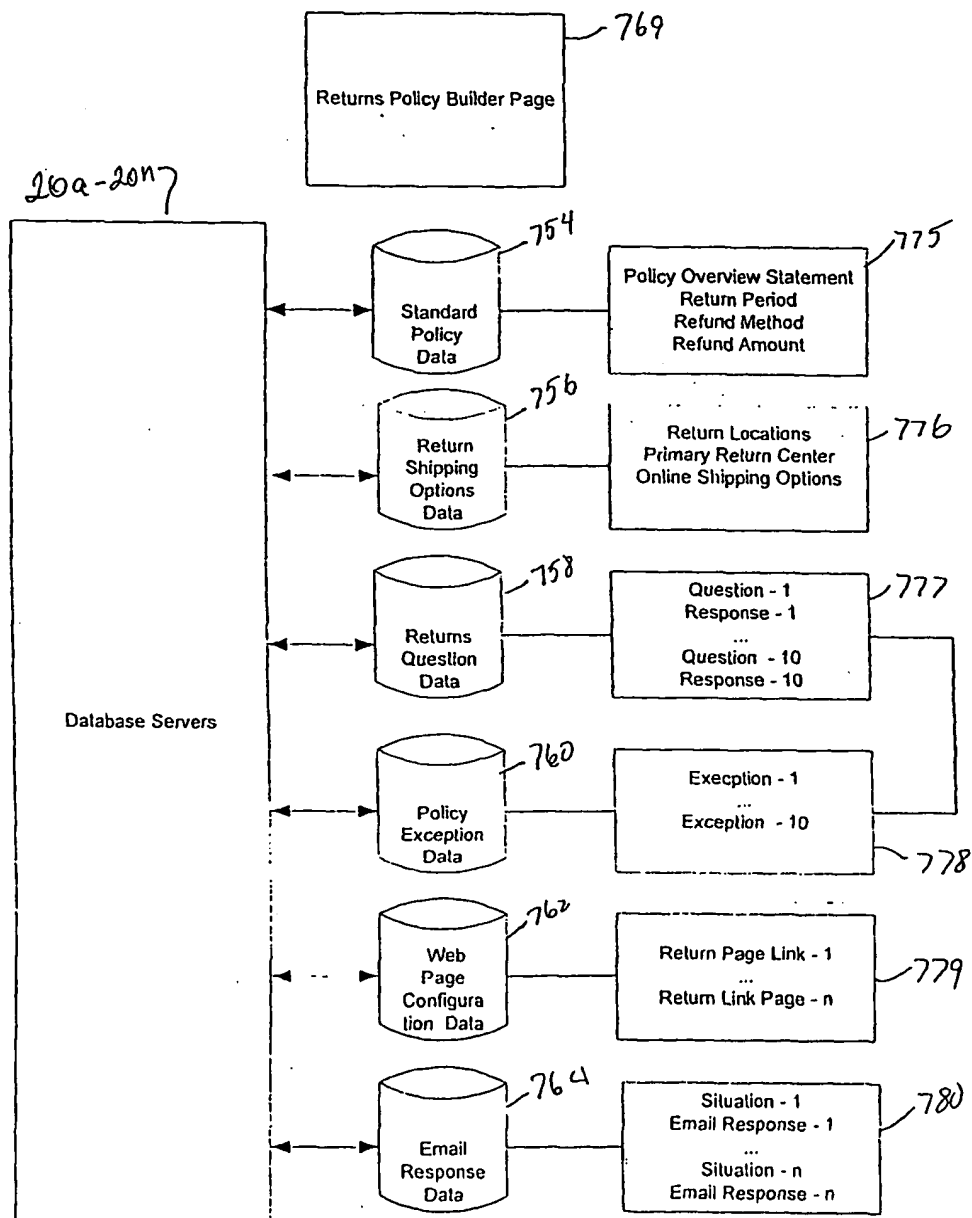 769
Returns Policy Builder Page
20a-20n
Database Servers
754
Standard
Policy
Data
775
Policy Overview Statement
Return Period
Refund Method
Refund Amount
756
Return
Shipping
Options
Data
776
Return Locations
Primary Return Center
Online Shipping Options
758
Returns
Question
Data
777
Question - 1
Response - 1
...
Question - 10
Response - 10
760
Policy
Exception
Data
Execption - 1
...
Exception - 10
778
762
Web
Page
Configura
tion Data
Return Page Link - 1
...
Return Link Page - n
779
764
Email
Response
Data
780
Situation - 1
Email Response - 1
...
Situation - n
Email Response - n